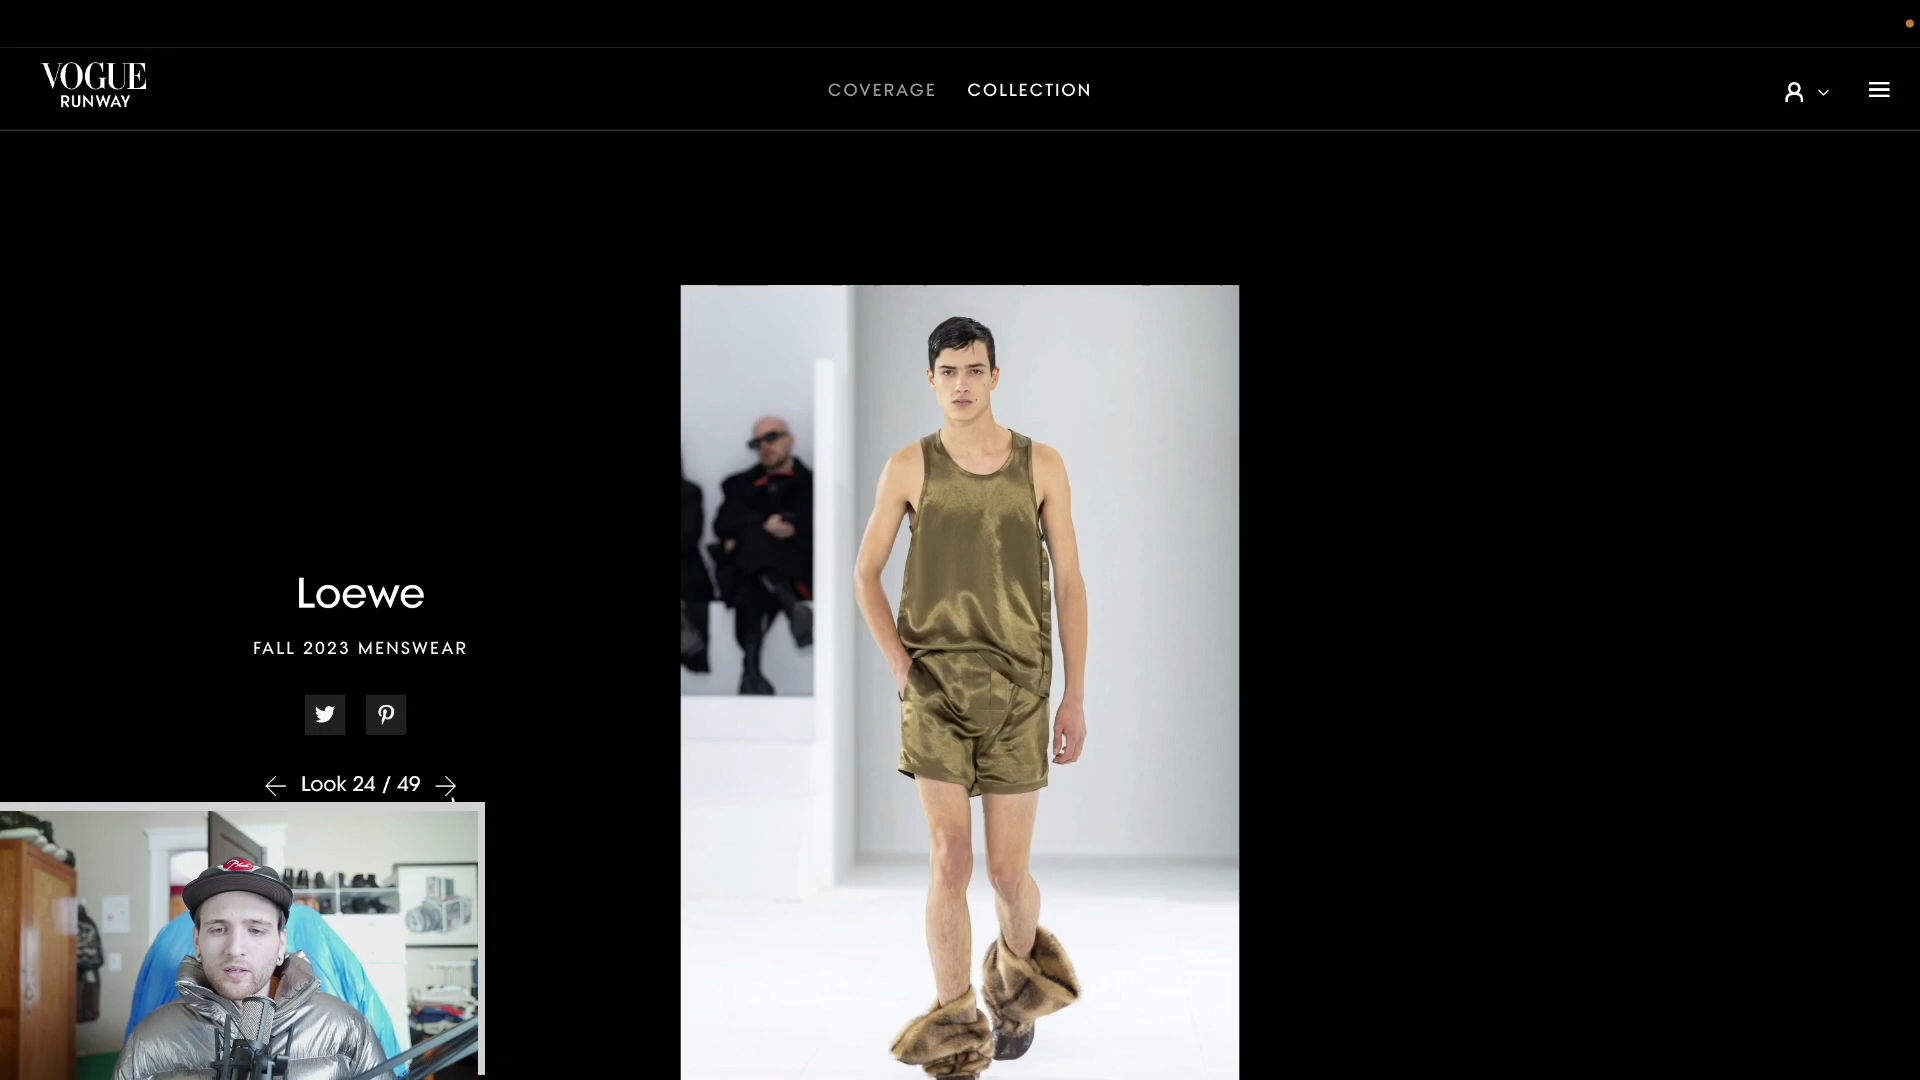 VOGUE
RUNWAY
COVERAGE COLLECTION
Loewe
FALL 2023 MENSWEAR
Look 24 / 49